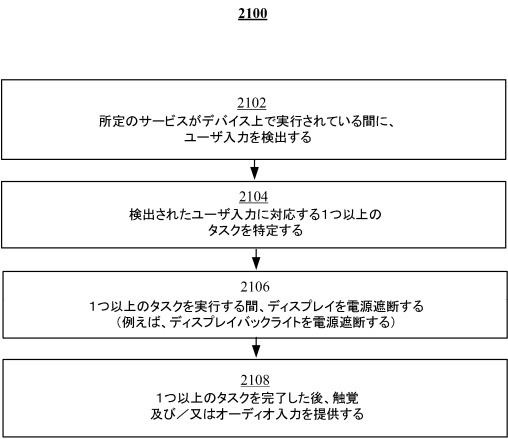 2100
2102
所定のサービスがデバイス上で実行されている間に、
ユーザ入力を検出する
2104
検出されたユーザ入力に対応する1つ以上の
タスクを特定する
2106
1つ以上のタスクを実行する間、ディスプレイを電源遮断する
(例えば、ディスプレイバックライトを電源遮断する)
2108
1つ以上のタスクを完了した後、触覚
及び/又はオーディオ入力を提供する